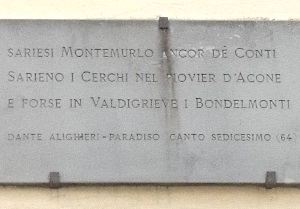 SARIESI MONTEMURLO ANCOR DÉ CONTI
SARIENO I CERCHI NEL PIOVIER D'ACONE
E FORSE IN VALDIGRIEVE I BONDELMONTI
DANTE ALIGHIERI - PARADISO CANTO SEDICESIMO (64)